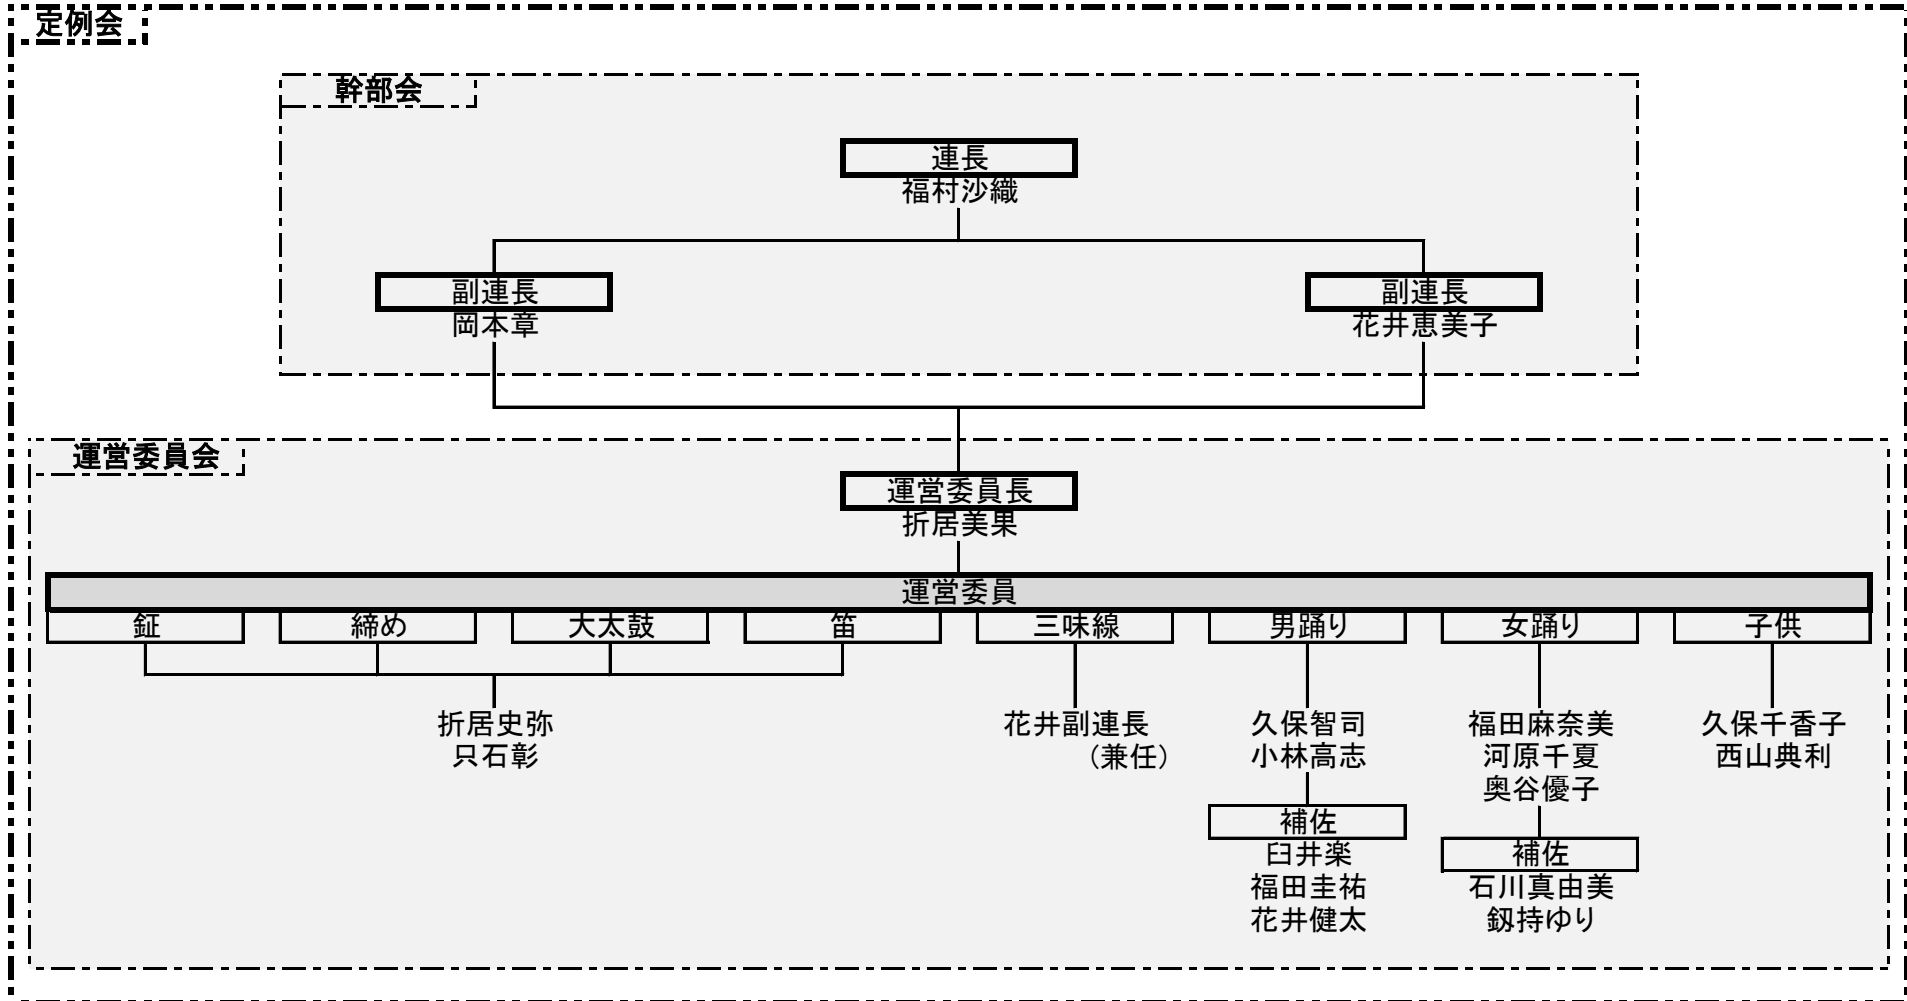 定例会
幹部会
連長
福村沙織
副連長
岡本章
副連長
花井恵美子
運営委員会
運営委員長
折居美果
運営委員
鉦
締め
大太鼓
笛
三味線
男踊り
女踊り
子供
折居史弥
只石彰
花井副連長
（兼任）
久保智司
小林高志
補佐
臼井楽
福田圭祐
花井健太
福田麻奈美
河原千夏
奥谷優子
補佐
石川真由美
釼持ゆり
久保千香子
西山典利